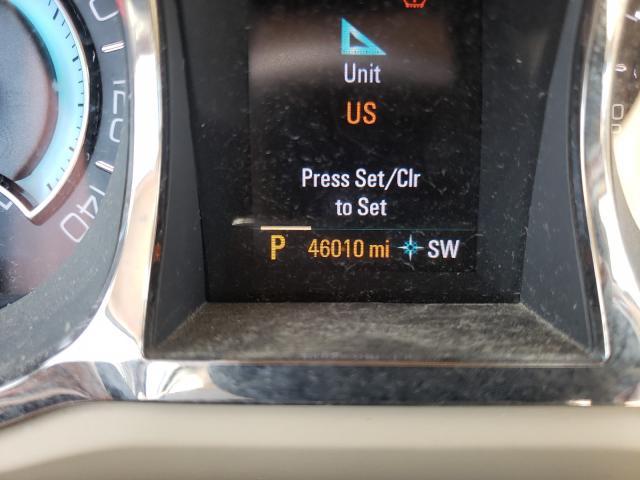 Unit
US
Press Set/Clr
to Set
P 46010 mi SW
120
140